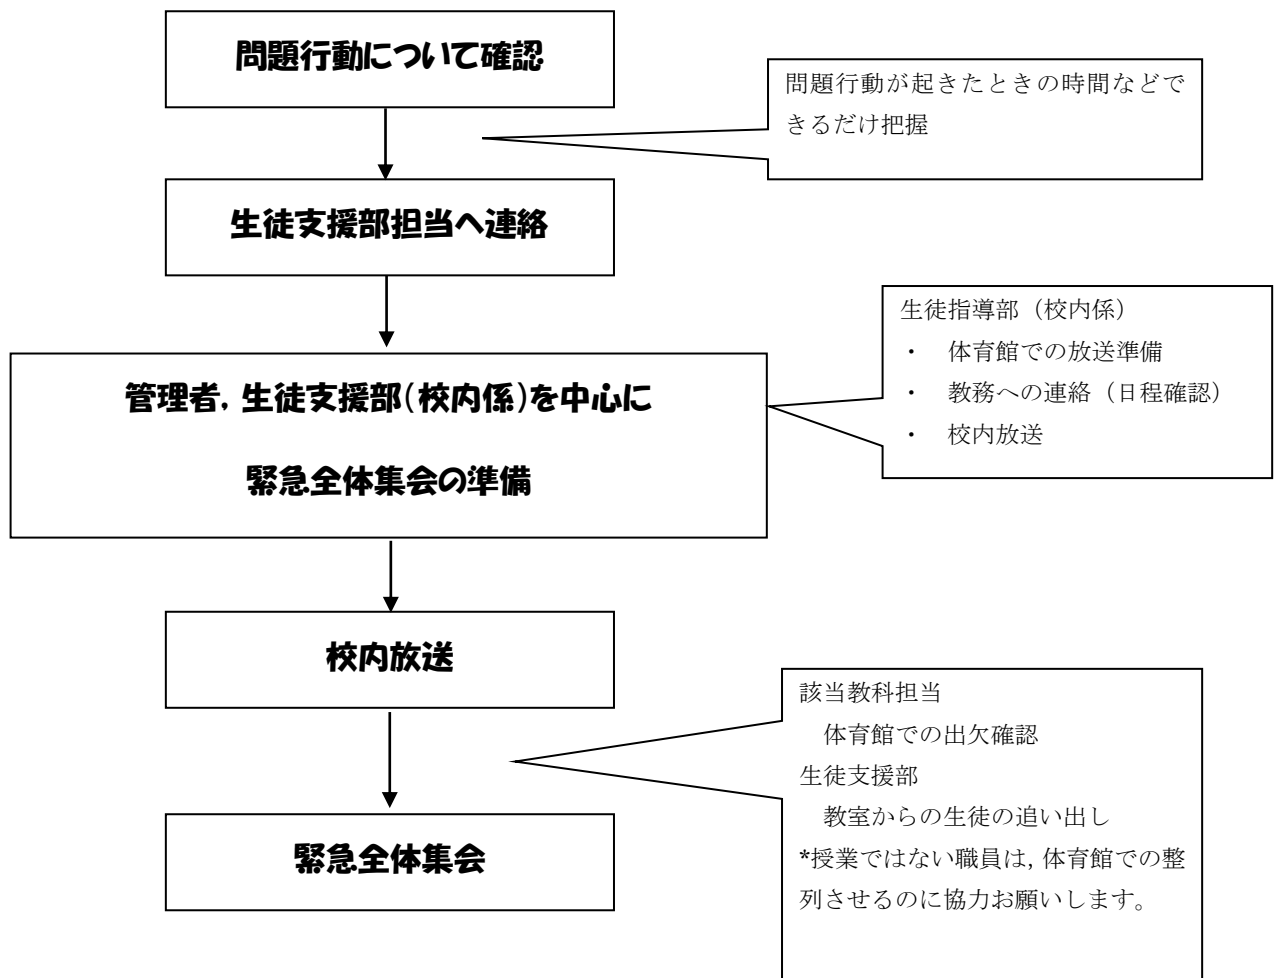 問題行動について確認
問題行動が起きたときの時間などで
きるだけ把握
生徒支援部担当へ連絡
生徒指導部（校内係）
・　体育館での放送準備
・　教務への連絡（日程確認）
・　校内放送
管理者，生徒支援部（校内係）を中心に
緊急全体集会の準備
校内放送
該当教科担当
体育館での出欠確認
生徒支援部
教室からの生徒の追い出し
*授業ではない職員は，体育館での整
列させるのに協力お願いします。
緊急全体集会